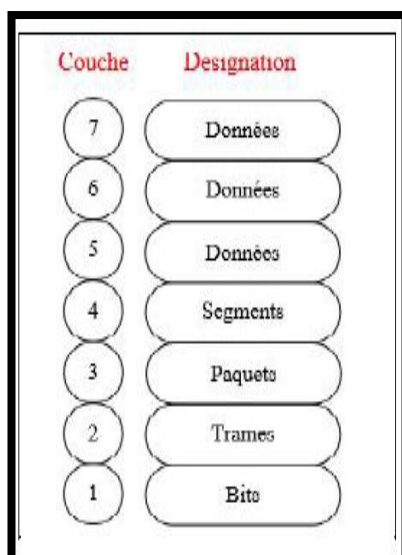 Couche Designation
7 Données
6 Données
5 Données
4 Segments
3 Paquets
2 Trames
1 Bits